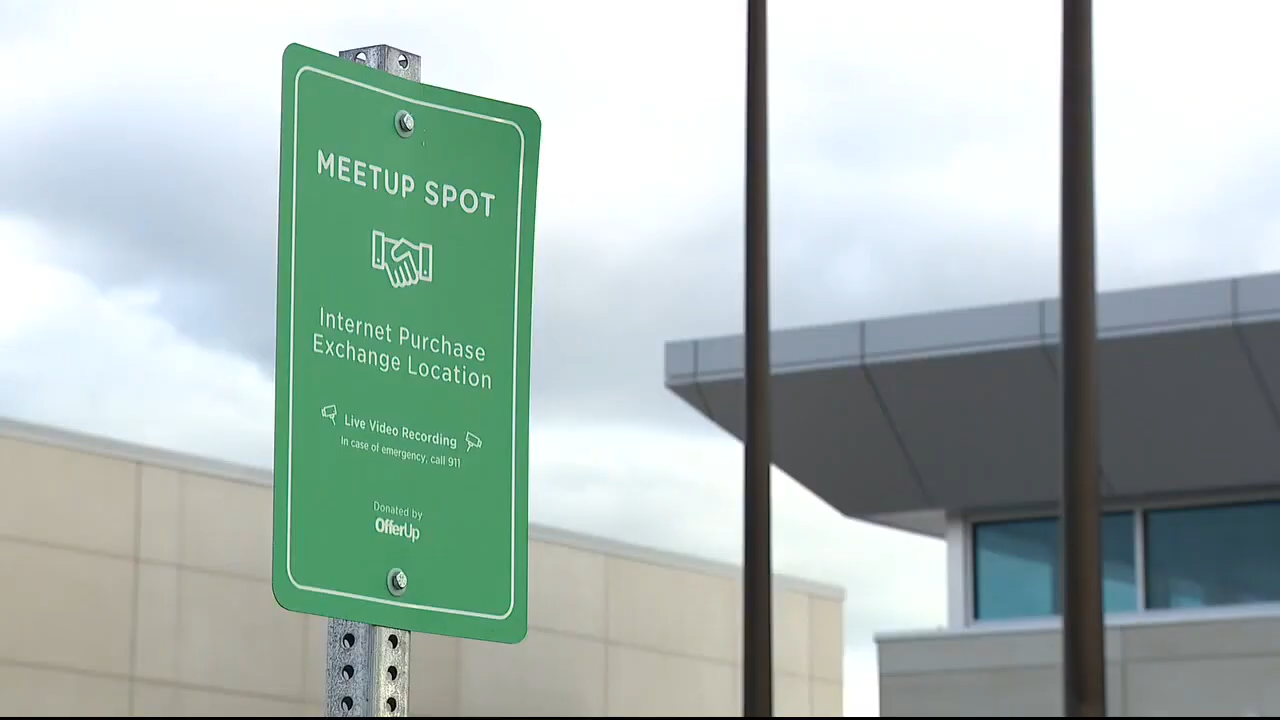 MEETUP SPOT
Internet Purchase
Exchange Location
Live Video Recording
In case of emergency, call 911
Donated by
OfferUp